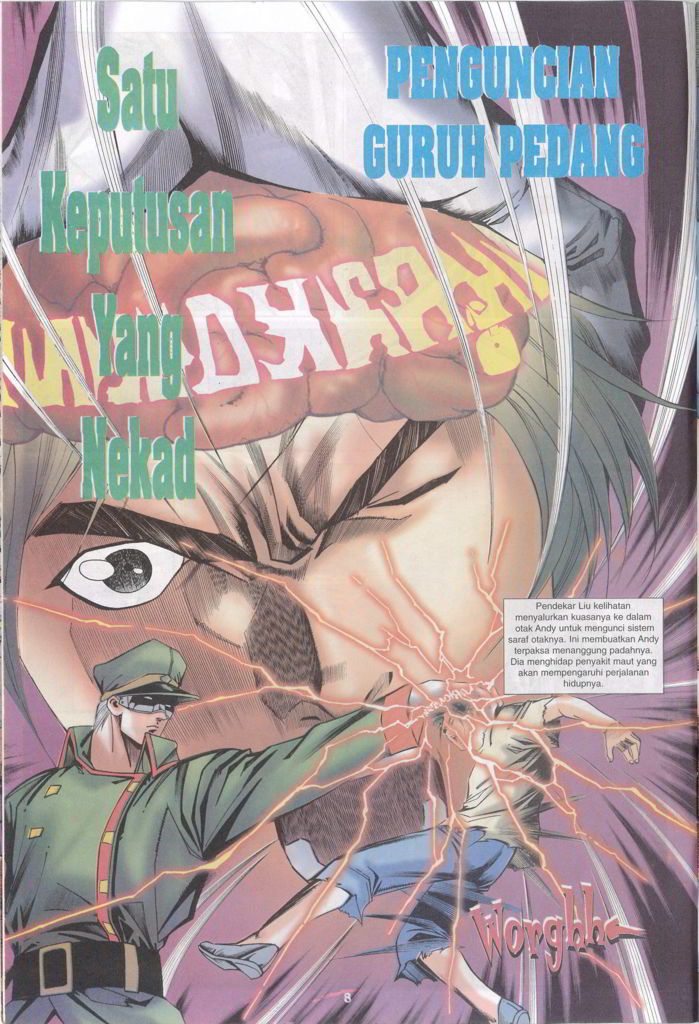 Satu
Keputusan
Yang
Nekad
PENGUNCIAN
GURUH PEDANG
Pendekar Liu kelihatan
menyalurkan kuasanya ke dalam
otak Andy untuk mengunci sistem
saraf otaknya. Ini membuatkan Andy
terpaksa menanggung padahnya.
Dia menghidap penyakit maut yang
akan mempengaruhi perjalanan
hidupnya.
Worghh
8